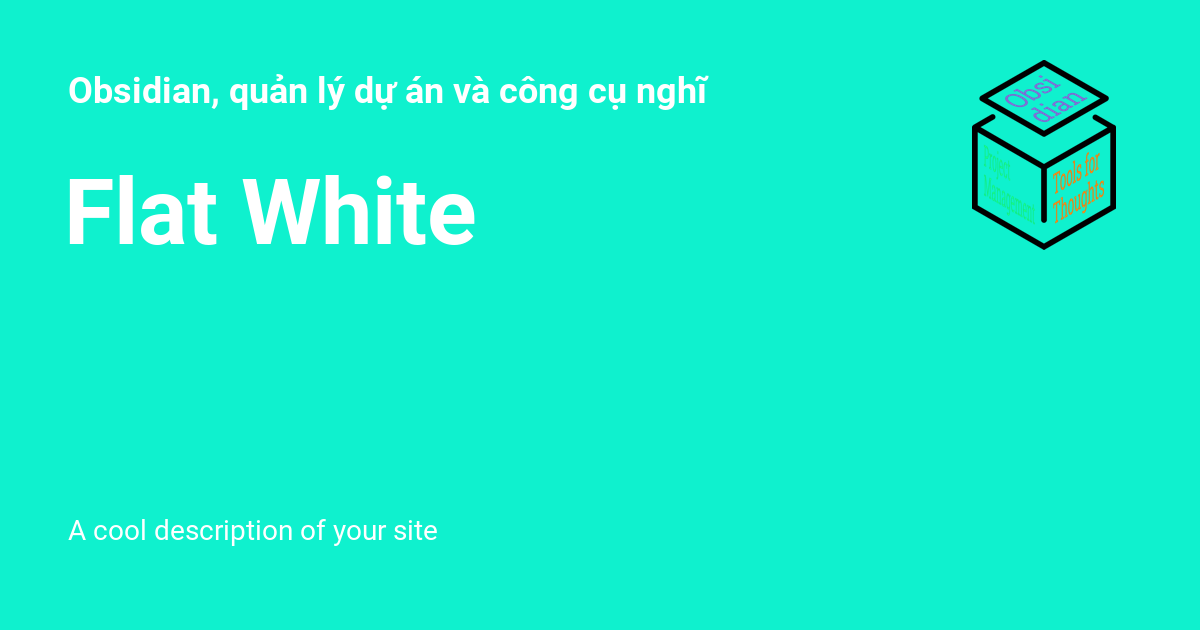 Obsidian, quản lý dự án và công cụ nghĩ
Flat White
A cool description of your site
Obsi
dian
Project
Management
Tools for
Thoughts